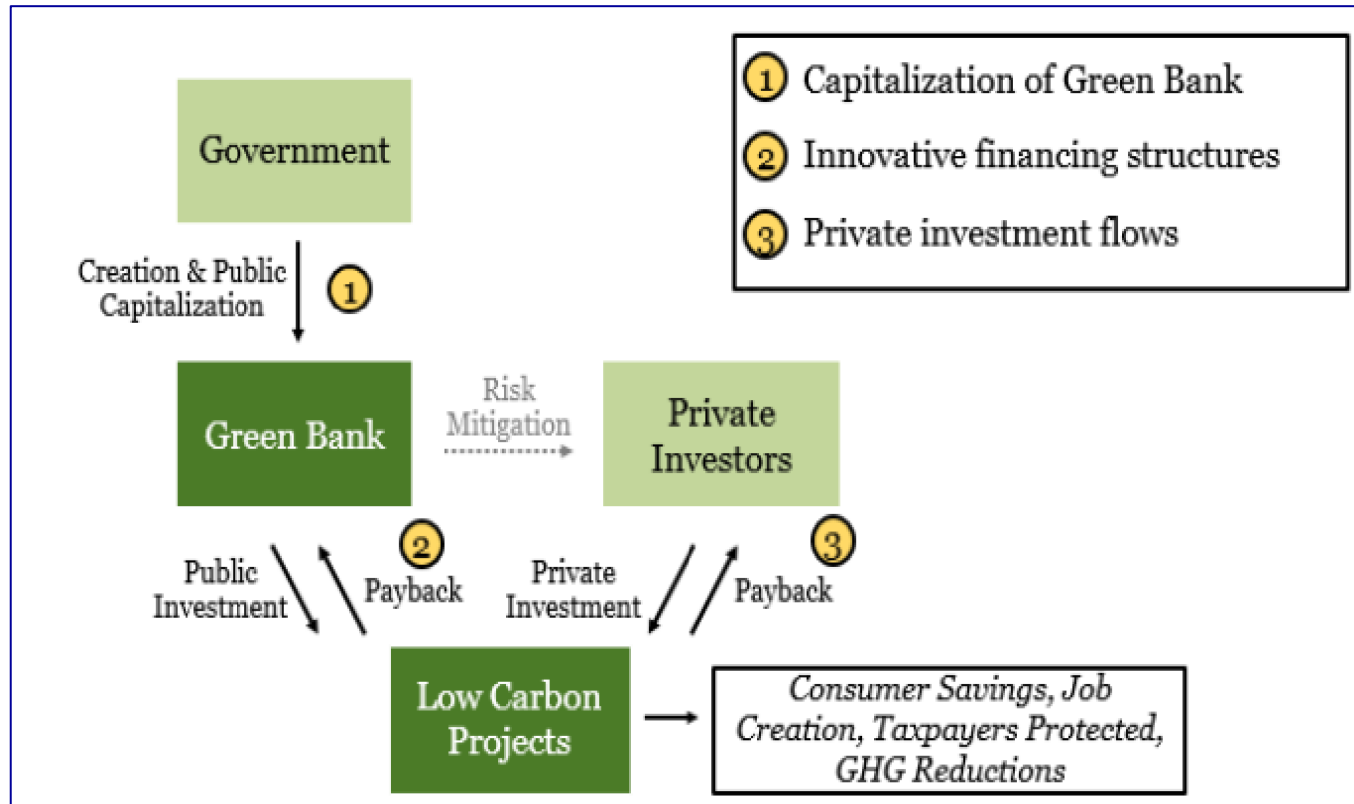 Government
1 Capitalization of Green Bank
2 Innovative financing structures
3 Private investment flows
Creation & Public
Capitalization
1
Green Bank
Risk
Mitigation
Private
Investors
2
3
Public
Investment
Payback
Private
Investment
Payback
Low Carbon
Projects
Consumer Savings, Job
Creation, Taxpayers Protected,
GHG Reductions